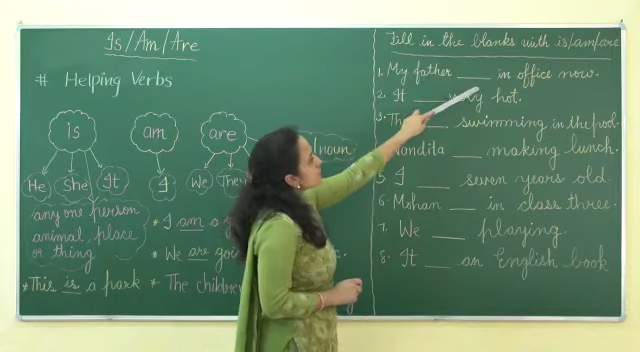 Is/Am/Are
# Helping Verbs
is
am
are
noun
He
She
It
I
We
any one person
animal, place
or thing
* I am a
* We are
* This is a park
* The
Fill in the blanks with is/am/are
1. My father ____ in office now.
2. It ____ very hot.
3. ____ swimming in the pool.
Nandita ____ making lunch.
5. I ____ seven years old.
6. Mohan ____ in class three.
7. We ____ playing.
8. It ____ an English book